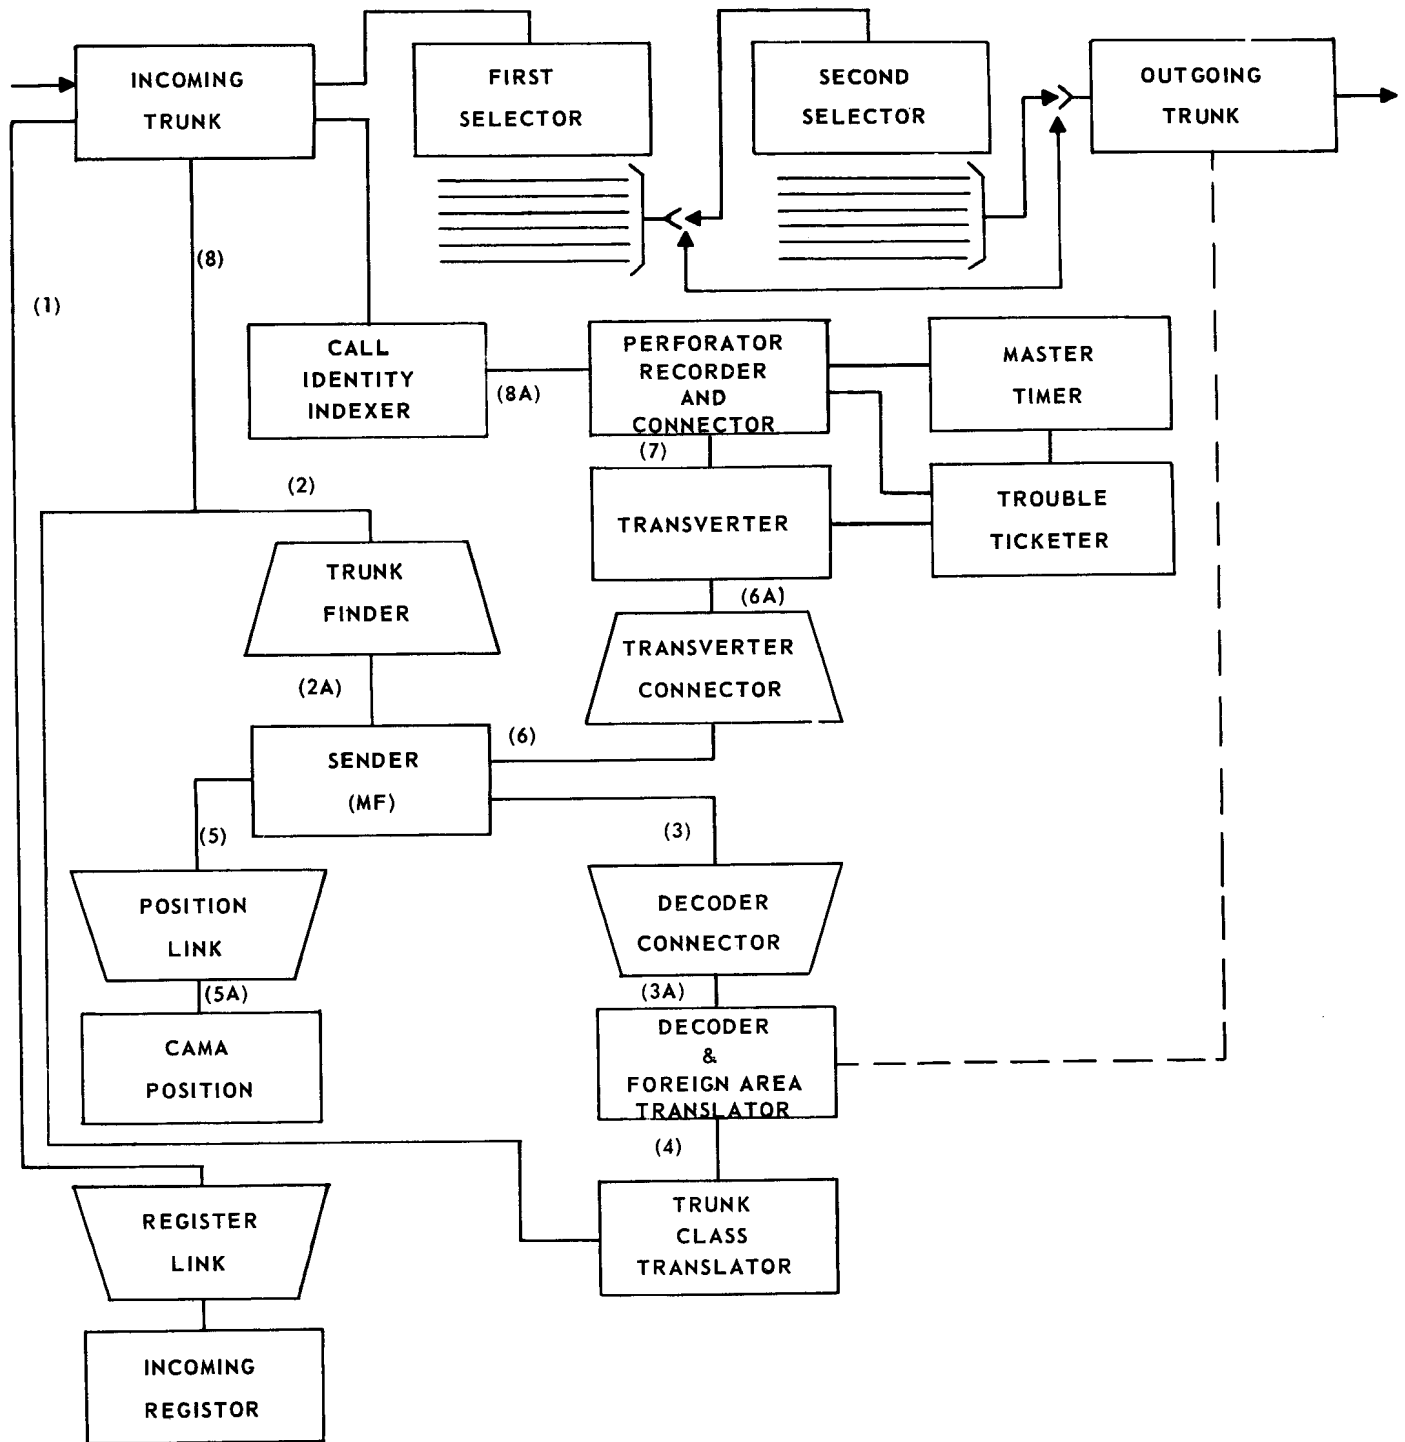 INCOMING
TRUNK
FIRST
SELECTOR
SECOND
SELECTOR
OUTGOING
TRUNK
(8)
(1)
CALL
IDENTITY
INDEXER
(8A)
PERFORATOR
RECORDER
AND
CONNECTOR
MASTER
TIMER
(7)
(2)
TRANSVERTER
TROUBLE
TICKETER
TRUNK
FINDER
(6A)
TRANSVERTER
CONNECTOR
(2A)
(6)
SENDER
(MF)
(5)
(3)
POSITION
LINK
DECODER
CONNECTOR
(5A)
(3A)
CAMA
POSITION
DECODER
&
FOREIGN AREA
TRANSLATOR
(4)
REGISTER
LINK
TRUNK
CLASS
TRANSLATOR
INCOMING
REGISTOR